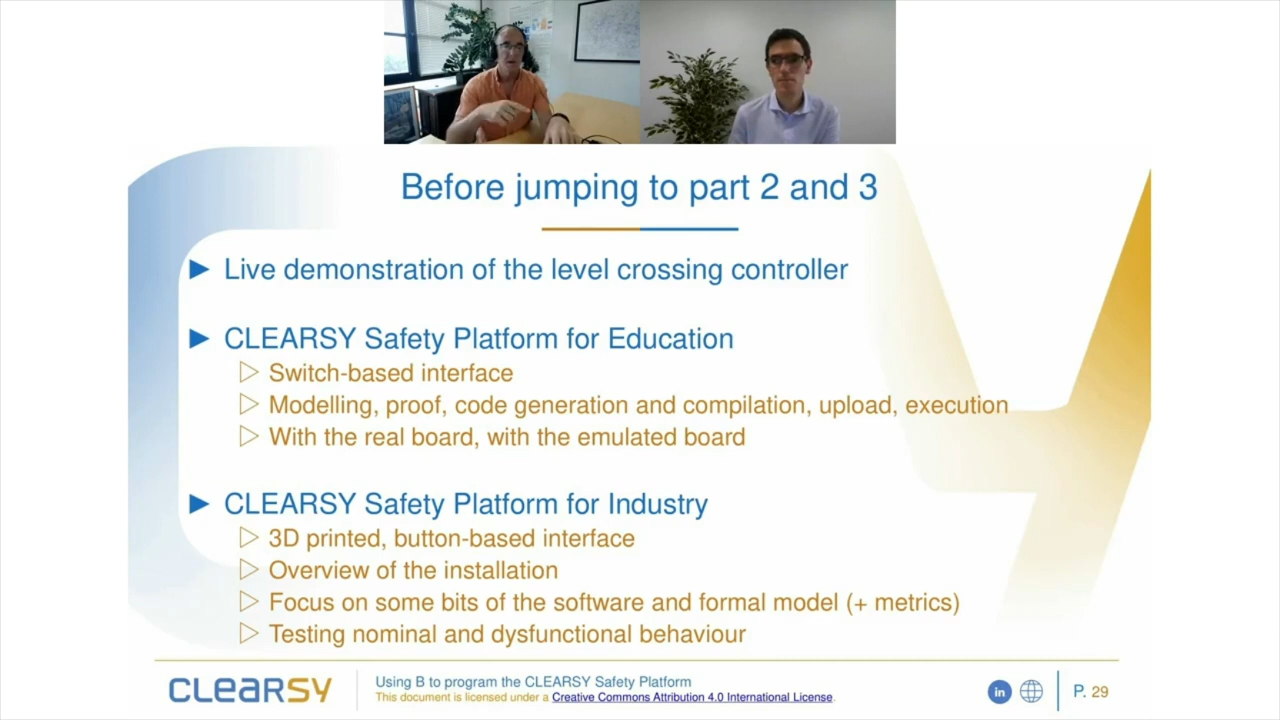 Before jumping to part 2 and 3
Live demonstration of the level crossing controller
CLEARSY Safety Platform for Education
Switch-based interface
Modelling, proof, code generation and compilation, upload, execution
With the real board, with the emulated board
CLEARSY Safety Platform for Industry
3D printed, button-based interface
Overview of the installation
Focus on some bits of the software and formal model (+ metrics)
Testing nominal and dysfunctional behaviour
CLEARSY
Using B to program the CLEARSY Safety Platform
This document is licensed under a Creative Commons Attribution 4.0 International License.
in
P. 29